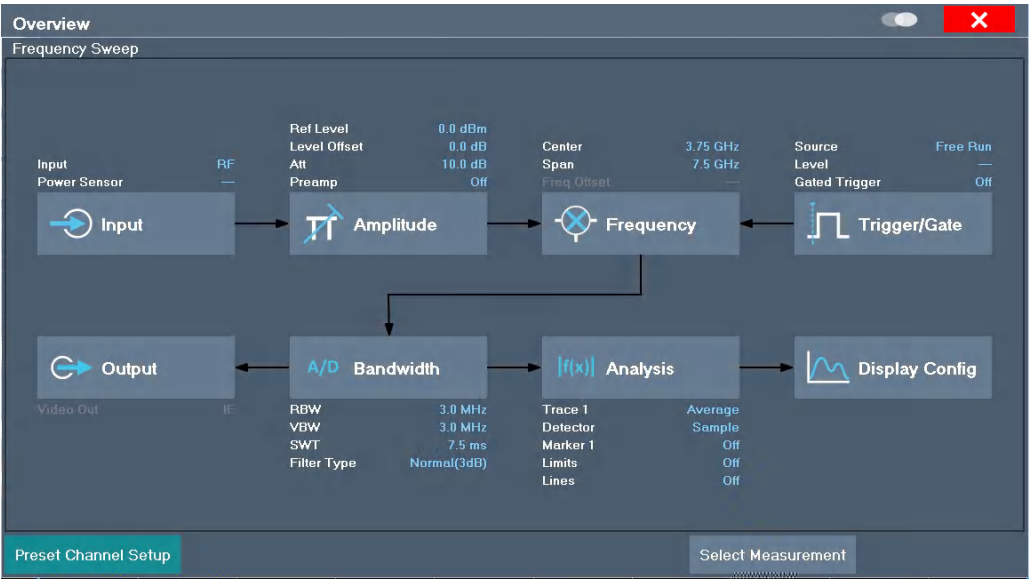 Overview
Frequency Sweep
Input RF
Power Sensor —
Input
Ref Level 0.0 dBm
Level Offset 0.0 dB
Att 10.0 dB
Preamp Off
Amplitude
Center 3.75 GHz
Span 7.5 GHz
Freq Offset —
Frequency
Source Free Run
Level —
Gated Trigger Off
Trigger/Gate
Output
Video Out IF
A/D Bandwidth
RBW 3.0 MHz
VBW 3.0 MHz
SWT 7.5 ms
Filter Type Normal(3dB)
|f(x)| Analysis
Trace 1 Average
Detector Sample
Marker 1 Off
Limits Off
Lines Off
Display Config
Preset Channel Setup
Select Measurement